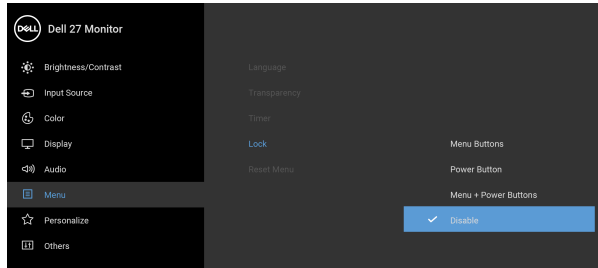 DELL Dell 27 Monitor
Brightness/Contrast
Input Source
Color
Display
Audio
Menu
Personalize
Others
Language
Transparency
Timer
Lock
Reset Menu
Menu Buttons
Power Button
Menu + Power Buttons
Disable